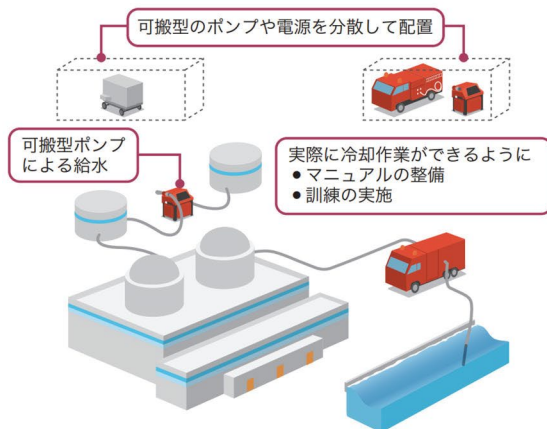 可搬型のポンプや電源を分散して配置
可搬型ポンプ
による給水
実際に冷却作業ができるように
● マニュアルの整備
● 訓練の実施